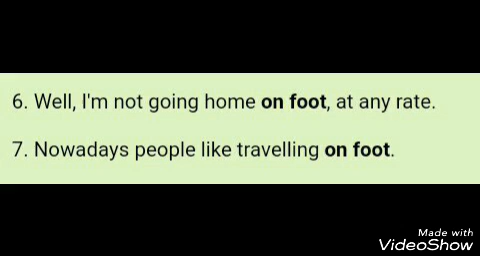 6. Well, I'm not going home on foot, at any rate.
7. Nowadays people like travelling on foot.
Made with
VideoShow